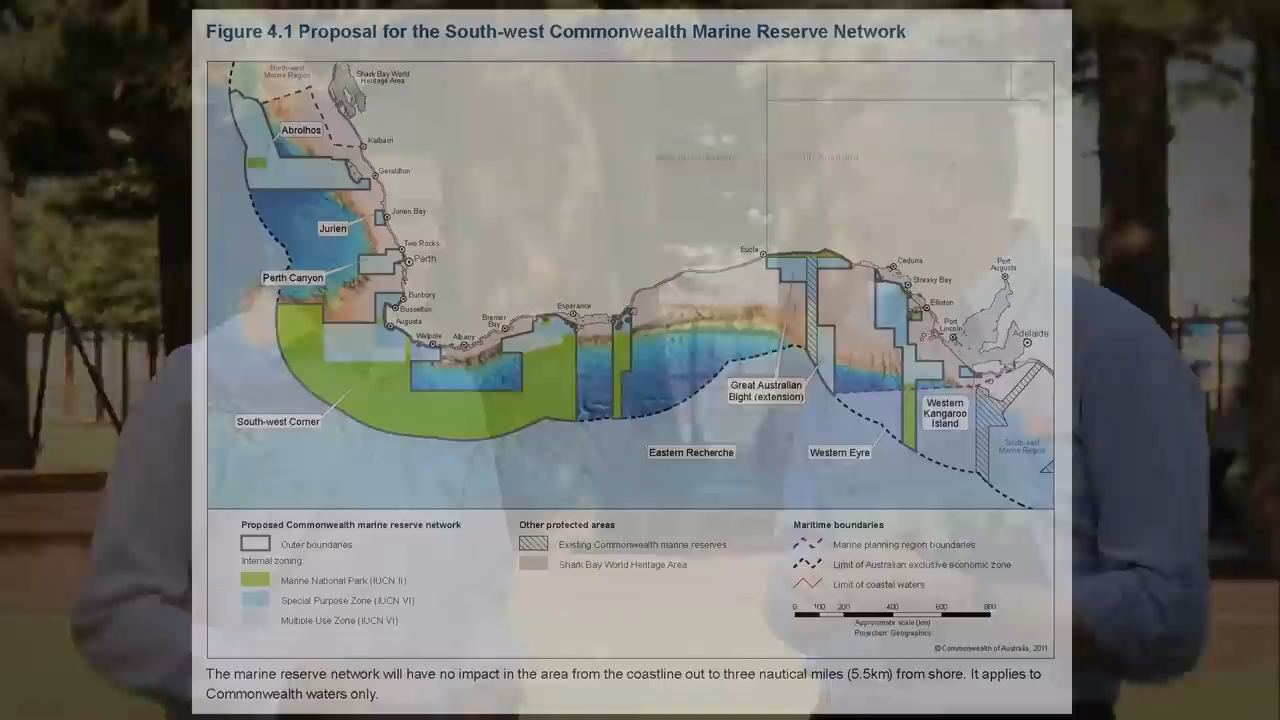 Figure 4.1 Proposal for the South-west Commonwealth Marine Reserve Network
North-west
Marine Region
Shark Bay World
Heritage Area
Abrolhos
Kalbarri
Geraldton
Jurien Bay
Jurien
Two Rocks
Perth
Perth Canyon
Bunbury
Busselton
Augusta
Walpole
Albany
Bremer
Bay
Esperance
Eucla
Ceduna
Streaky Bay
Port
Augusta
Elliston
Port
Lincoln
Adelaide
South-west Corner
Great Australian
Bight (extension)
Western
Kangaroo
Island
Eastern Recherche
Western Eyre
South-east
Marine Region
Proposed Commonwealth marine reserve network
Outer boundaries
Internal zoning:
Marine National Park (IUCN II)
Special Purpose Zone (IUCN VI)
Multiple Use Zone (IUCN VI)
Other protected areas
Existing Commonwealth marine reserves
Shark Bay World Heritage Area
Maritime boundaries
Marine planning region boundaries
Limit of Australian exclusive economic zone
Limit of coastal waters
0 100 200 400 600 800
Approximate scale (km)
Projection: Geographics
© Commonwealth of Australia, 2011
The marine reserve network will have no impact in the area from the coastline out to three nautical miles (5.5km) from shore. It applies to
Commonwealth waters only.